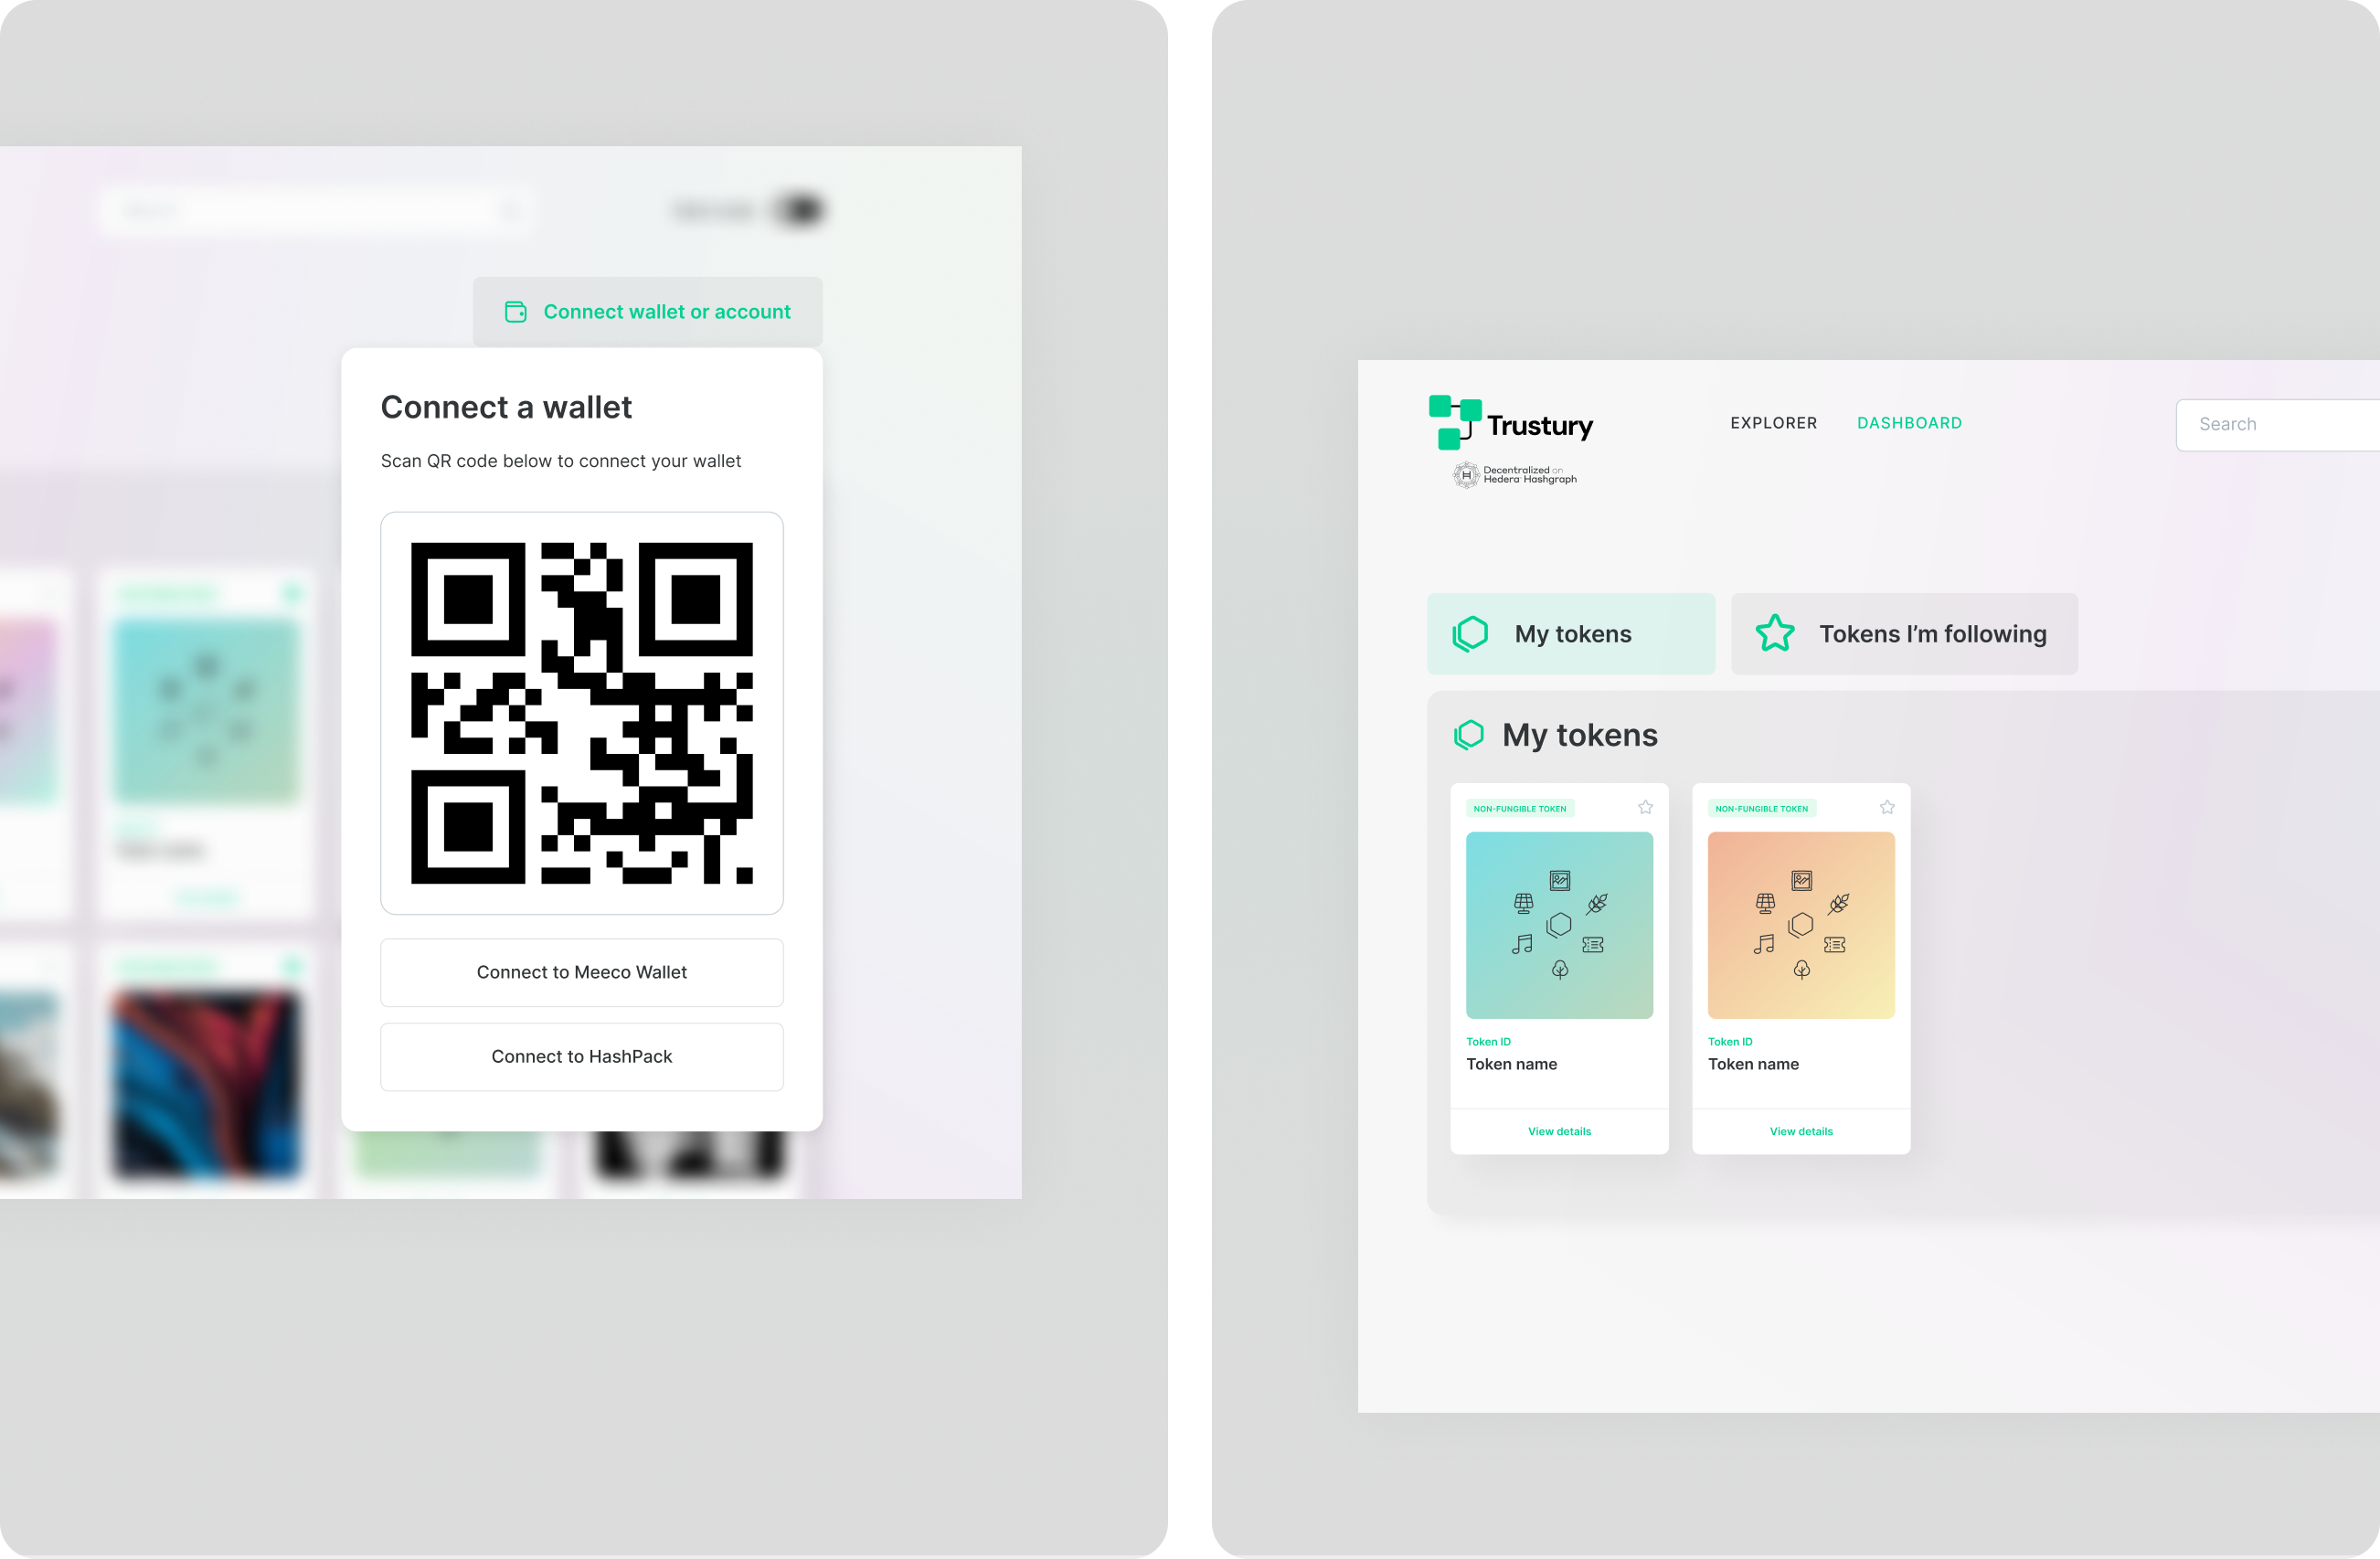 Connect wallet or account
Connect a wallet
Scan QR code below to connect your wallet
Connect to Meeco Wallet
Connect to HashPack
Trustury
Decentralized on
Hedera Hashgraph
EXPLORER
DASHBOARD
Search
My tokens
Tokens I’m following
My tokens
NON-FUNGIBLE TOKEN
Token ID
Token name
View details
NON-FUNGIBLE TOKEN
Token ID
Token name
View details